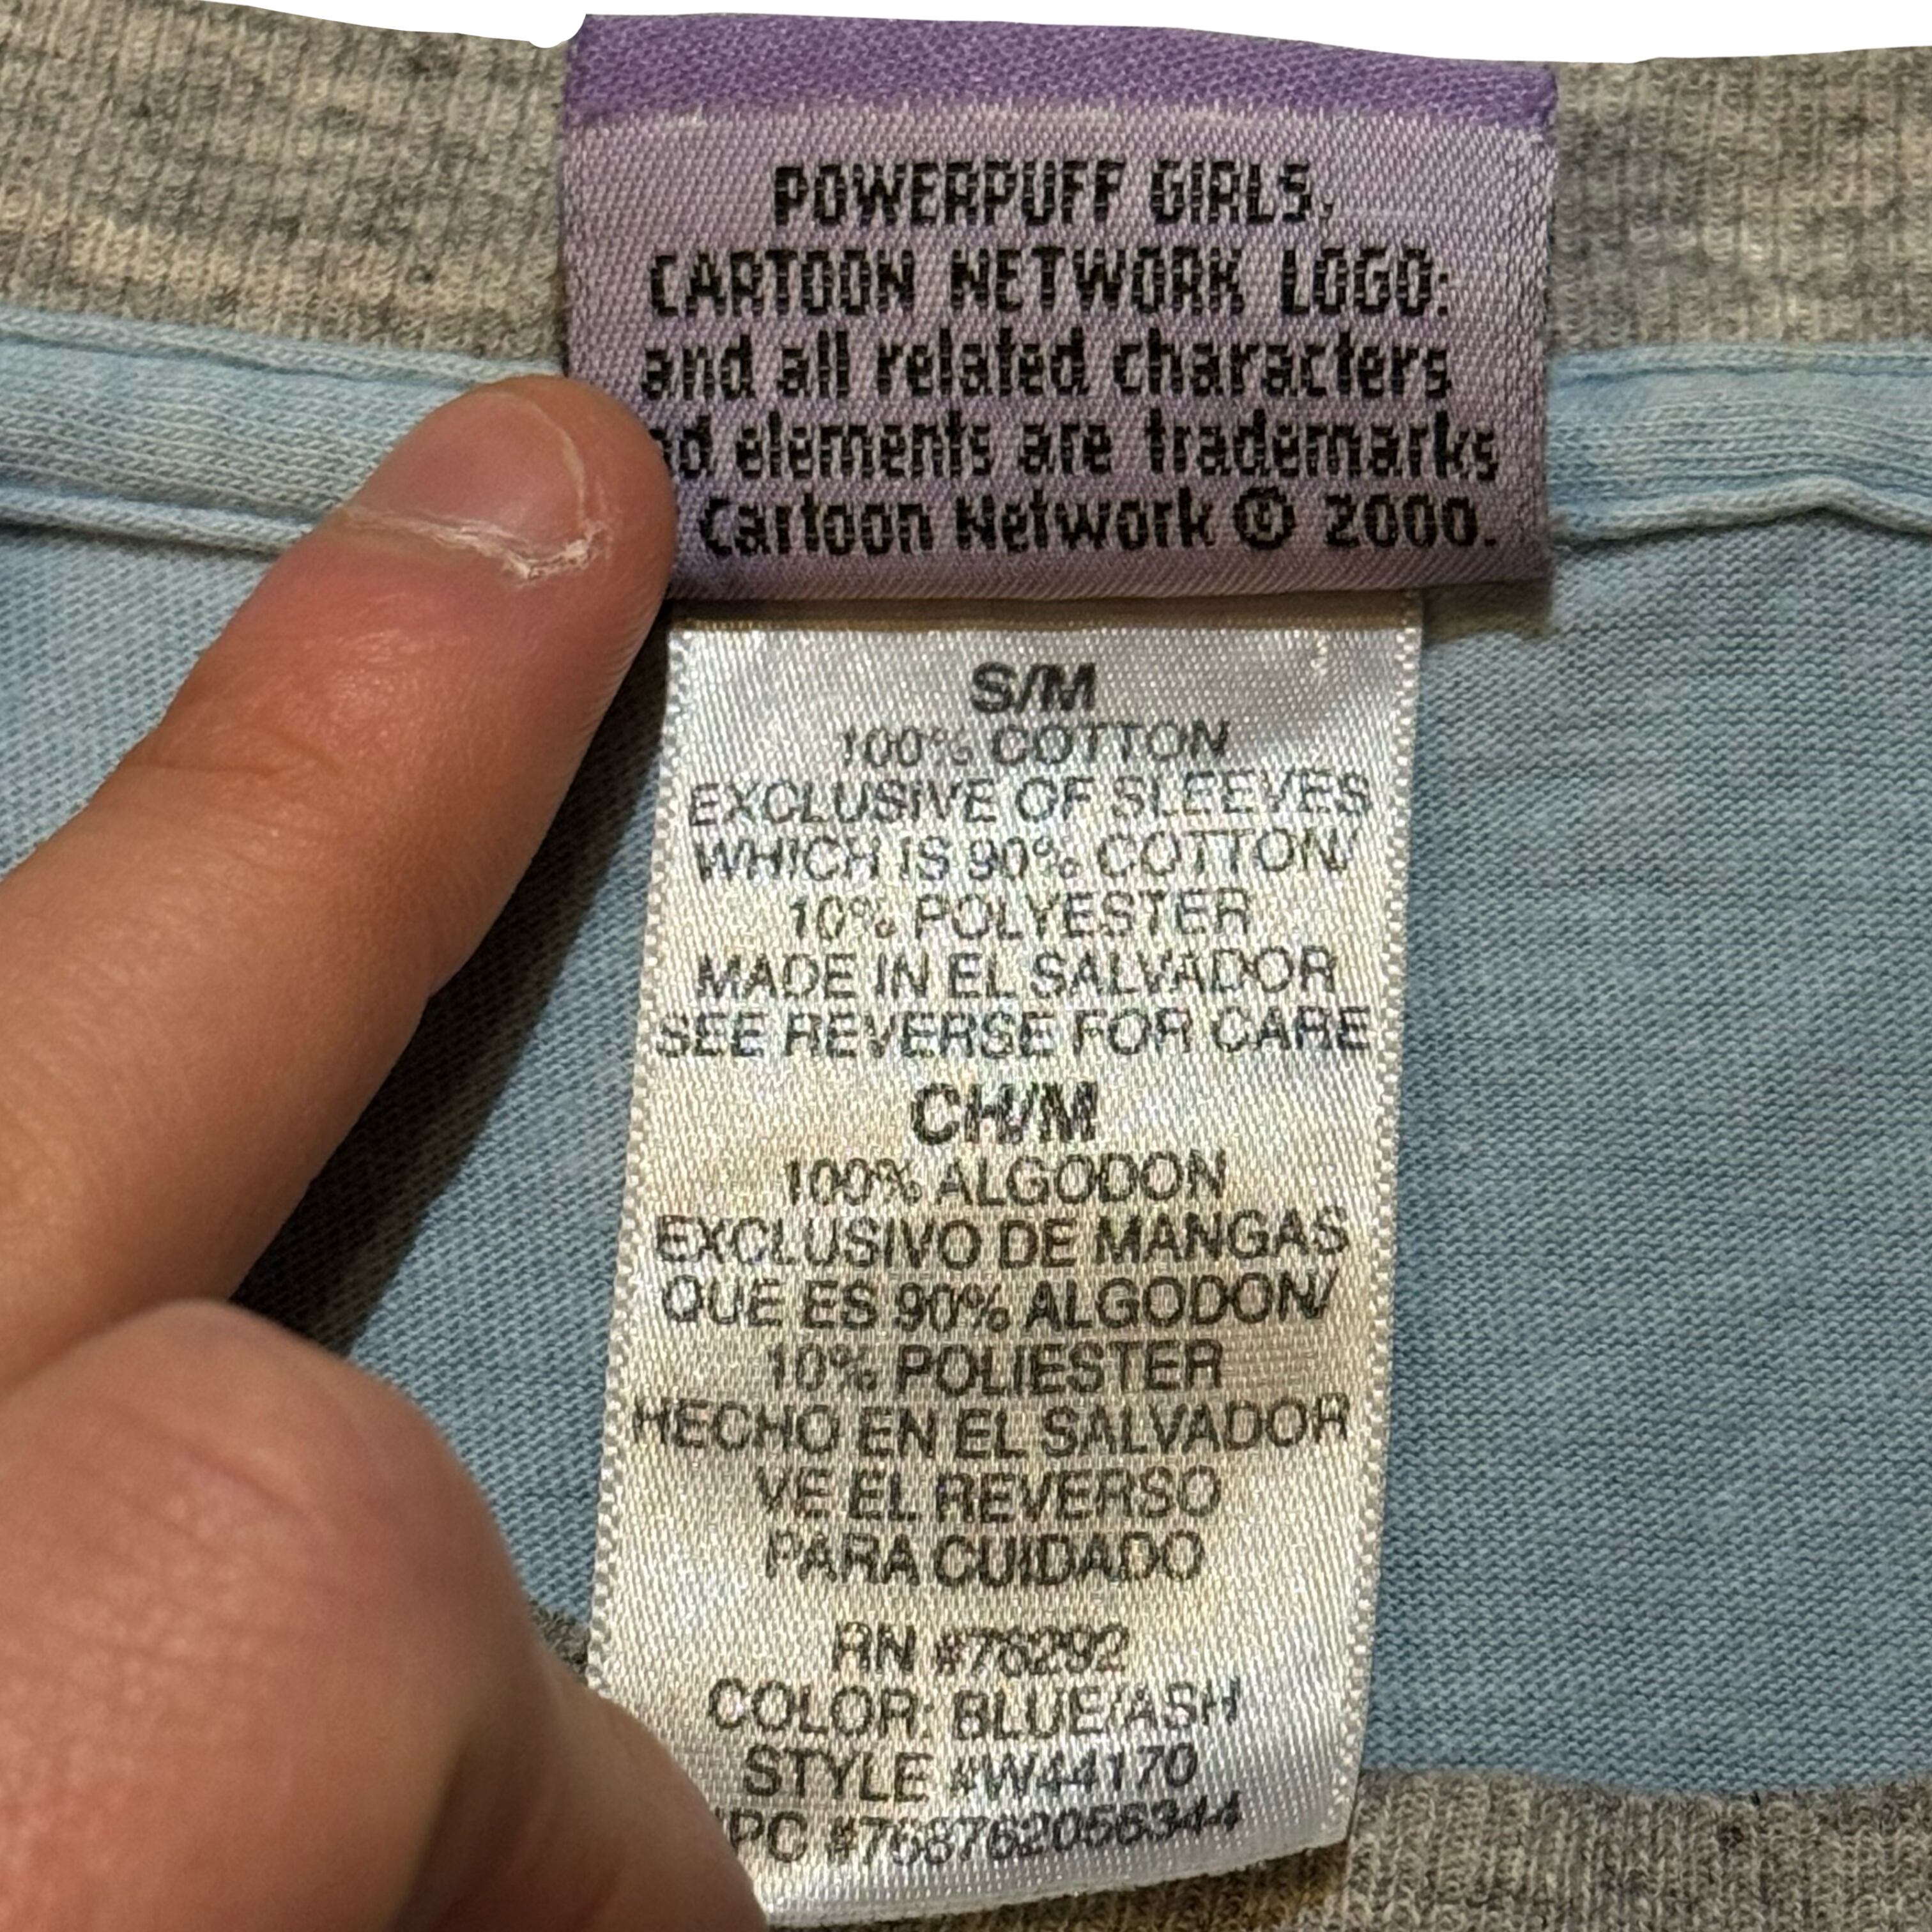 POWERPUFF GIRLS,
CARTOON NETWORK LOGO:
and all related characters
nd elements are trademarks
Cartoon Network © 2000.
S/M
100% COTTON
EXCLUSIVE OF SLEEVES
WHICH IS 90% COTTON/
10% POLYESTER
MADE IN EL SALVADOR
SEE REVERSE FOR CARE
CH/M
100% ALGODON
EXCLUSIVO DE MANGAS
QUE ES 90% ALGODON/
10% POLIESTER
HECHO EN EL SALVADOR
VE EL REVERSO
PARA CUIDADO
RN #76292
COLOR: BLUE/ASH
STYLE #W44170
PC #768762056344